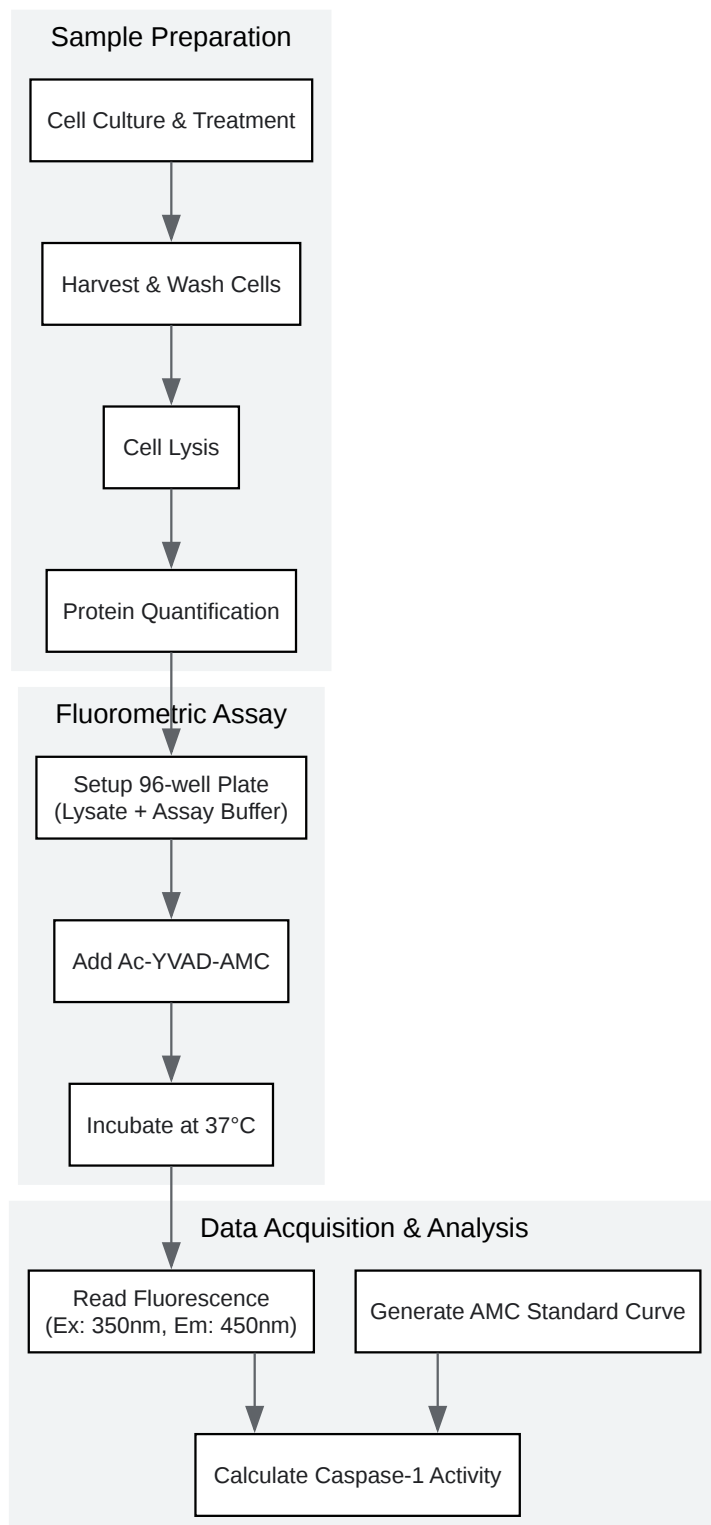 Sample Preparation
Cell Culture & Treatment
Harvest & Wash Cells
Cell Lysis
Protein Quantification
Fluorometric Assay
Setup 96-well Plate
(Lysate + Assay Buffer)
Add Ac-YVAD-AMC
Incubate at 37°C
Data Acquisition & Analysis
Read Fluorescence
(Ex: 350nm, Em: 450nm)
Generate AMC Standard Curve
Calculate Caspase-1 Activity